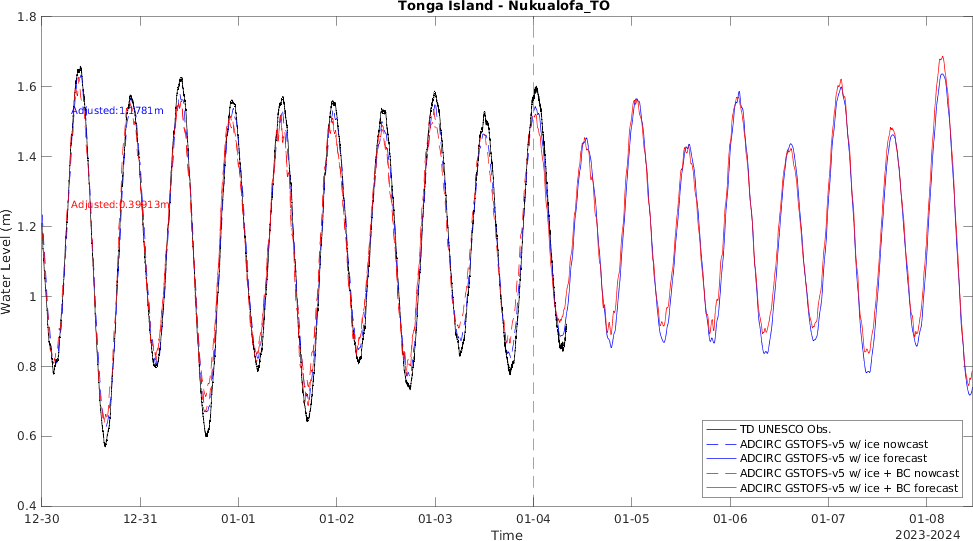 Tonga Island - Nukualofa_TO
1.8
1.6
1.4
1.2
1
0.8
0.6
0.4
Water Level (m)
Adjusted:0.39913m
TD UNESCO Obs.
ADCIRC GSTOFS-v5 w/ ice nowcast
ADCIRC GSTOFS-v5 w/ ice forecast
ADCIRC GSTOFS-v5 w/ ice + BC nowcast
ADCIRC GSTOFS-v5 w/ ice + BC forecast
12-30 12-31 01-01 01-02 01-03 01-04 01-05 01-06 01-07 01-08
Time
2023-2024